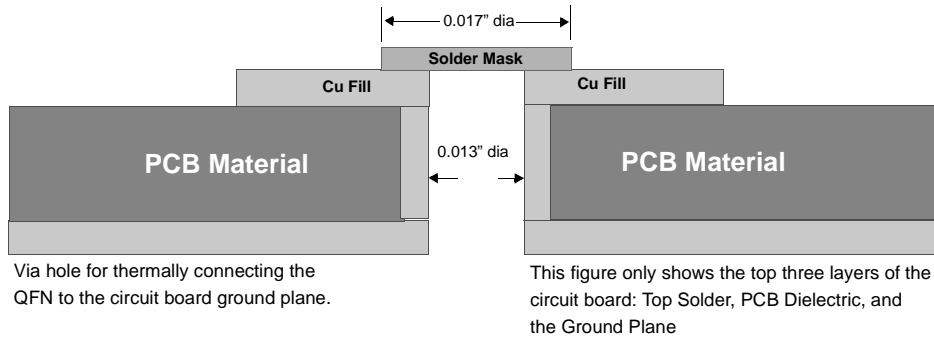 0.017” dia
Solder Mask
Cu Fill
Cu Fill
0.013” dia
PCB Material
PCB Material
Via hole for thermally connecting the
QFN to the circuit board ground plane.
This figure only shows the top three layers of the
circuit board: Top Solder, PCB Dielectric, and
the Ground Plane